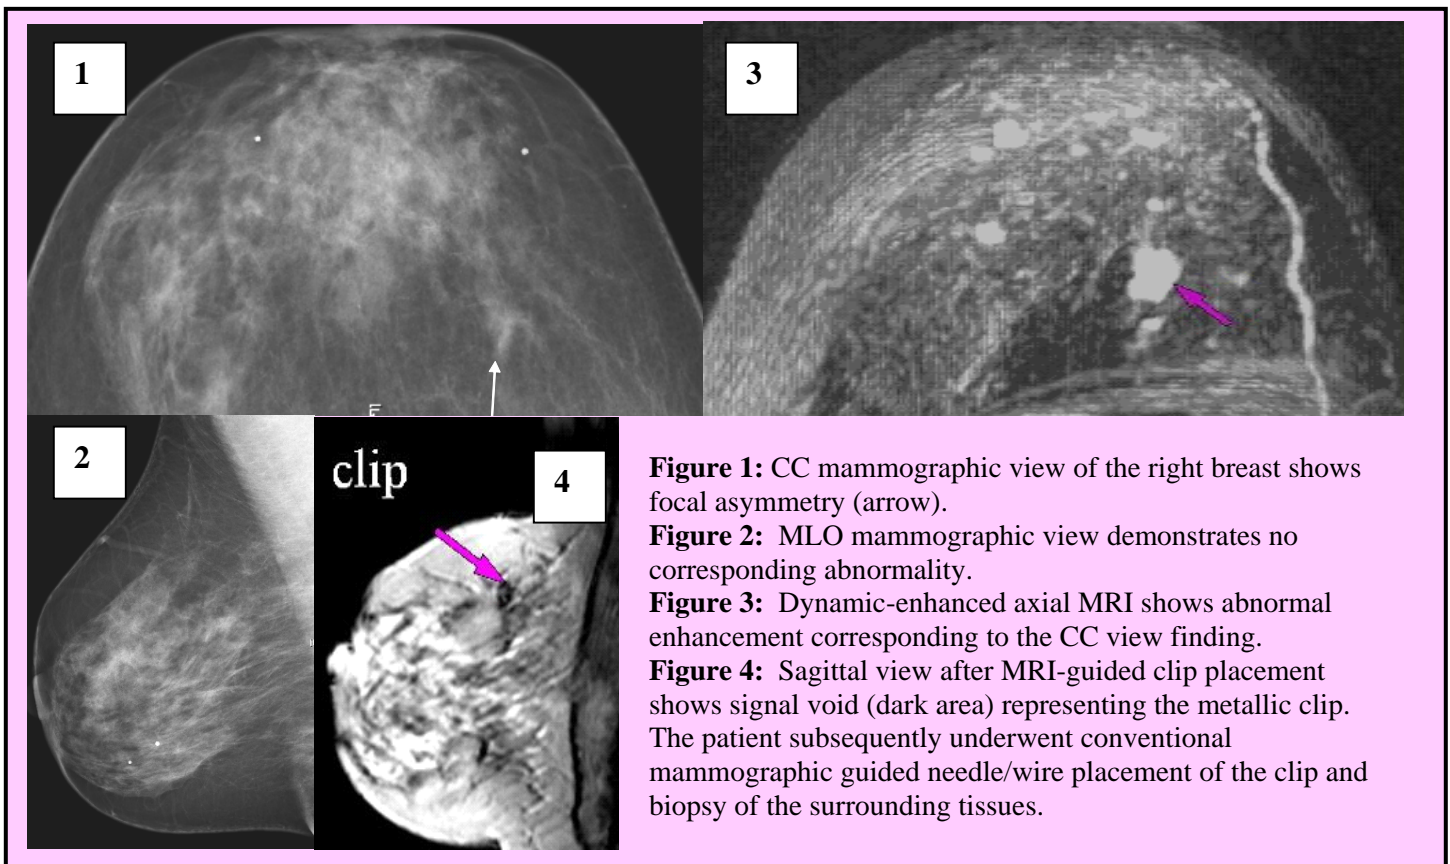 1
3
E
2
clip
4
Figure 1: CC mammographic view of the right breast shows
focal asymmetry (arrow).
Figure 2: MLO mammographic view demonstrates no
corresponding abnormality.
Figure 3: Dynamic-enhanced axial MRI shows abnormal
enhancement corresponding to the CC view finding.
Figure 4: Sagittal view after MRI-guided clip placement
shows signal void (dark area) representing the metallic clip.
The patient subsequently underwent conventional
mammographic guided needle/wire placement of the clip and
biopsy of the surrounding tissues.